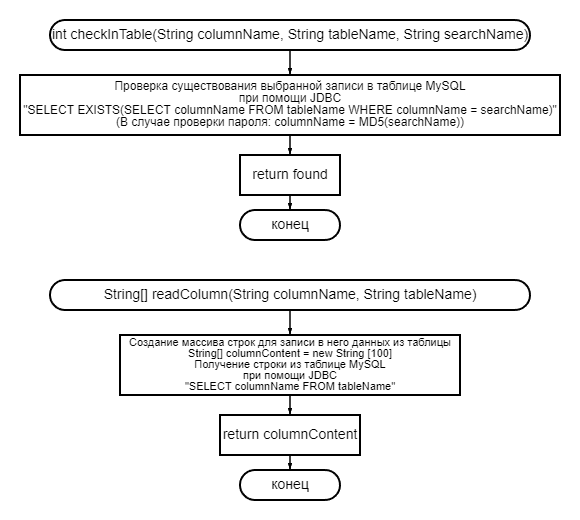 int checkInTable(String columnName, String tableName, String searchName)
Проверка существования выбранной записи в таблице MySQL
при помощи JDBC
"SELECT EXISTS(SELECT columnName FROM tableName WHERE columnName = searchName)"
(В случае проверки пароля: columnName = MD5(searchName))
return found
конец
String[] readColumn(String columnName, String tableName)
Создание массива строк для записи в него данных из таблицы
String[] columnContent = new String [100]
Получение строки из таблице MySQL
при помощи JDBC
"SELECT columnName FROM tableName"
return columnContent
конец